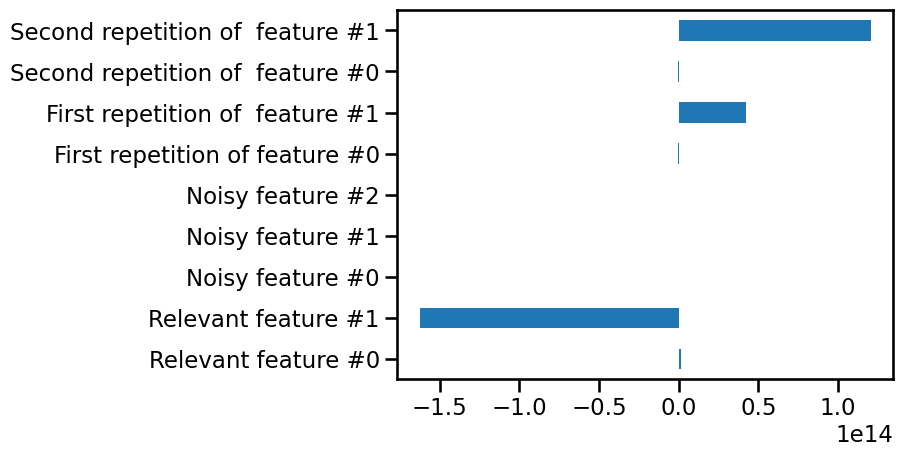 Second repetition of  feature #1
Second repetition of  feature #0
First repetition of  feature #1
First repetition of feature #0
Noisy feature #2
Noisy feature #1
Noisy feature #0
Relevant feature #1
Relevant feature #0
−1.5 −1.0 −0.5 0.0 0.5 1.0
1e14